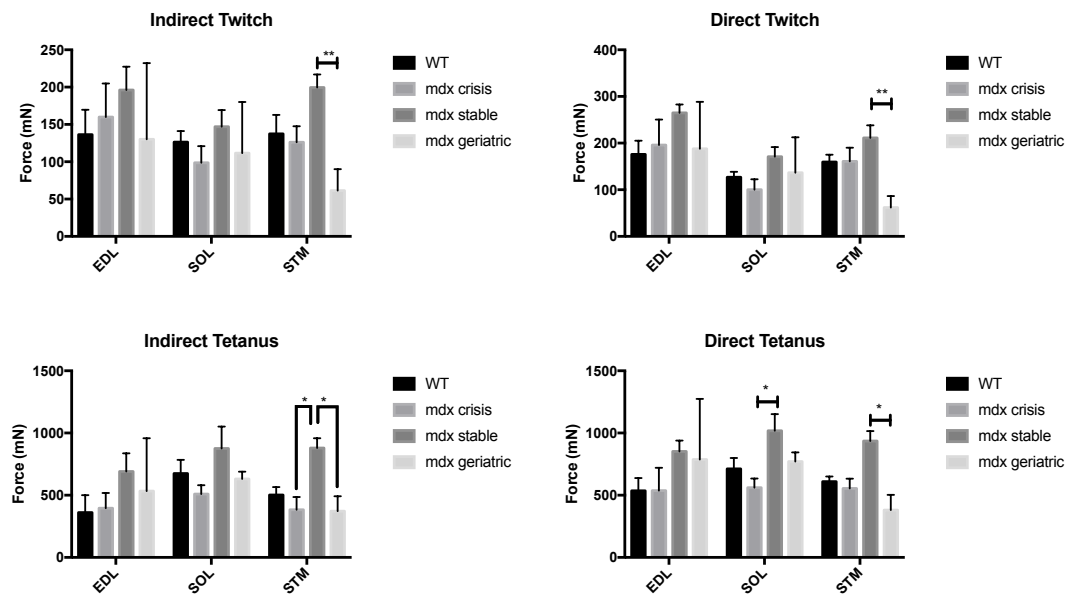 Indirect Twitch
250
200
150
100
50
0
Force (mN)
**
EDL
SOL
STM
WT
mdx crisis
mdx stable
mdx geriatric
Direct Twitch
400
300
200
100
0
Force (mN)
**
EDL
SOL
STM
WT
mdx crisis
mdx stable
mdx geriatric
Indirect Tetanus
1500
1000
500
0
Force (mN)
* *
EDL
SOL
STM
WT
mdx crisis
mdx stable
mdx geriatric
Direct Tetanus
1500
1000
500
0
Force (mN)
*
*
EDL
SOL
STM
WT
mdx crisis
mdx stable
mdx geriatric